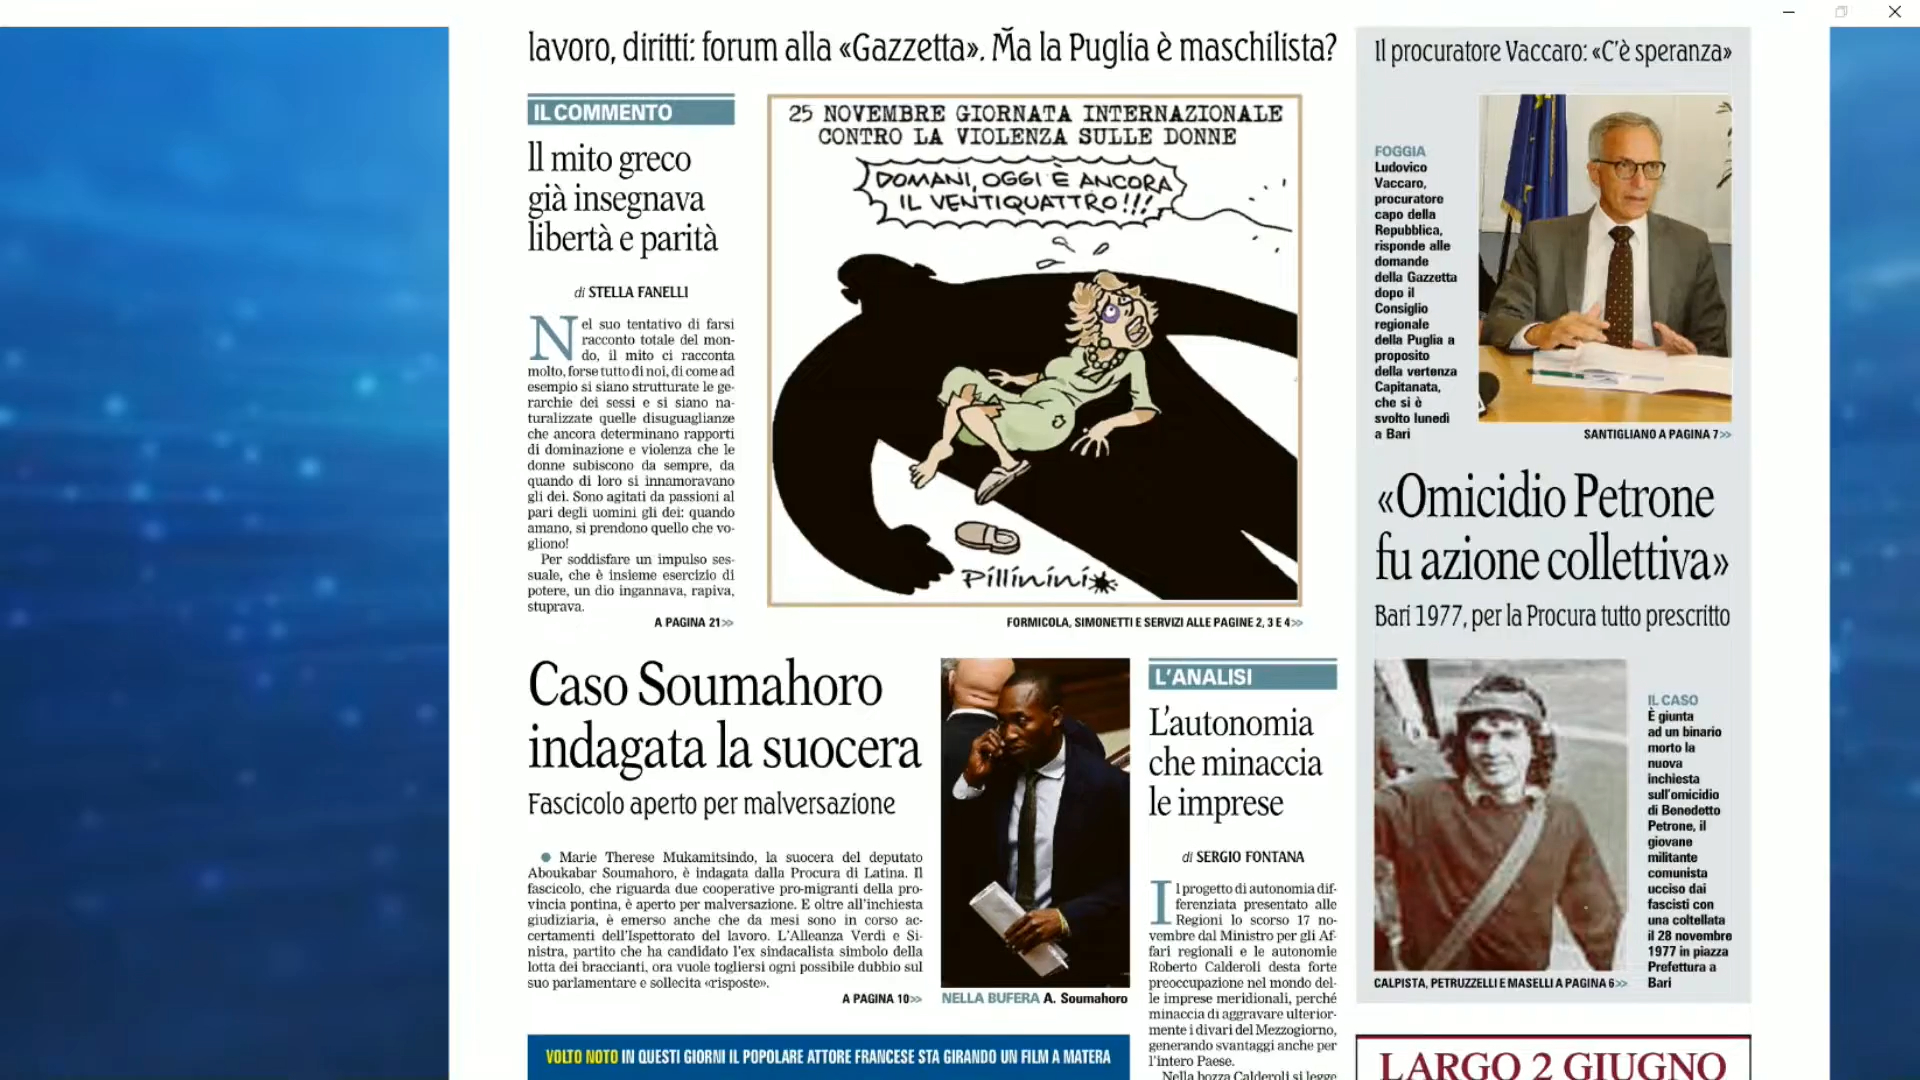 lavoro, diritti: forum alla «Gazzetta». Ma la Puglia è maschilista?
IL COMMENTO
Il mito greco
già insegnava
libertà e parità
di STELLA FANELLI
Nel suo tentativo di farsi
racconto totale del mon-
do, il mito ci racconta
molto, forse tutto di noi, di come ad
esempio si siano strutturate le ge-
rarchie dei sessi e si siano na-
turalizzate quelle disuguaglianze
che ancora determinano rapporti
di dominazione e violenza che le
donne subiscono da sempre, da
quando di loro si innamoravano
gli dei. Sono agitati da passioni al
pari degli uomini gli dei: quando
amano, si prendono quello che vo-
gliono!
Per soddisfare un impulso ses-
suale, che è insieme esercizio di
potere, un dio ingannava, rapiva,
stuprava.
A PAGINA 21>>
25 NOVEMBRE GIORNATA INTERNAZIONALE
CONTRO LA VIOLENZA SULLE DONNE
DOMANI, OGGI È ANCORA
IL VENTIQUATTRO!!!
Pillinini
FORMICOLA, SIMONETTI E SERVIZI ALLE PAGINE 2, 3 E 4>>
Caso Soumahoro
indagata la suocera
Fascicolo aperto per malversazione
● Marie Therese Mukamitsindo, la suocera del deputato
Aboukabar Soumahoro, è indagata dalla Procura di Latina. Il
fascicolo, che riguarda due cooperative pro-migranti della pro-
vincia pontina, è aperto per malversazione. E oltre all'inchiesta
giudiziaria, è emerso anche che da mesi sono in corso ac-
certamenti dell'Ispettorato del lavoro. L'Alleanza Verdi e Si-
nistra, partito che ha candidato l'ex sindacalista simbolo della
lotta dei braccianti, ora vuole togliersi ogni possibile dubbio sul
suo parlamentare e sollecita «risposte».
A PAGINA 10>>
NELLA BUFERA A. Soumahoro
L'ANALISI
L'autonomia
che minaccia
le imprese
di SERGIO FONTANA
Il progetto di autonomia dif-
ferenziata presentato alle
Regioni lo scorso 17 no-
vembre dal Ministro per gli Af-
fari regionali e le autonomie
Roberto Calderoli desta forte
preoccupazione nel mondo del-
le imprese meridionali, perché
minaccia di aggravare ulterior-
mente i divari del Mezzogiorno,
generando svantaggi anche per
l'intero Paese.
Nella bozza Calderoli si legge
VOLTO NOTO IN QUESTI GIORNI IL POPOLARE ATTORE FRANCESE STA GIRANDO UN FILM A MATERA
Il procuratore Vaccaro: «C'è speranza»
FOGGIA
Ludovico
Vaccaro,
procuratore
capo della
Repubblica,
risponde alle
domande
della Gazzetta
dopo il
Consiglio
regionale
della Puglia a
proposito
della vertenza
Capitanata,
che si è
svolto lunedì
a Bari
SANTIGLIANO A PAGINA 7>>
«Omicidio Petrone
fu azione collettiva»
Bari 1977, per la Procura tutto prescritto
IL CASO
È giunta
ad un binario
morto la
nuova
inchiesta
sull'omicidio
di Benedetto
Petrone, il
giovane
militante
comunista
ucciso dai
fascisti con
una coltellata
il 28 novembre
1977 in piazza
Prefettura a
Bari
CALPISTA, PETRUZZELLI E MASELLI A PAGINA 6>>
LARGO 2 GIUGNO